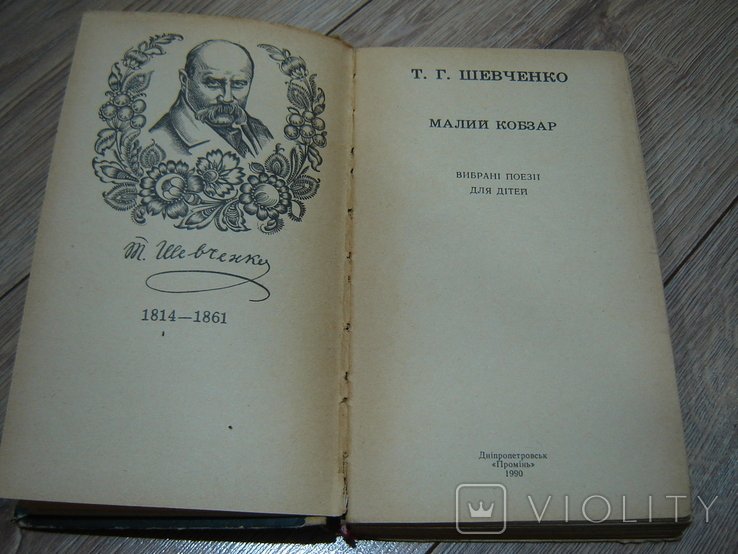 Т. Шевченко
1814—1861
Т. Г. ШЕВЧЕНКО
МАЛИЙ КОБЗАР
ВИБРАНІ ПОЕЗІЇ
ДЛЯ ДІТЕЙ
Дніпропетровськ
«Промінь»
1990
VIOLITY